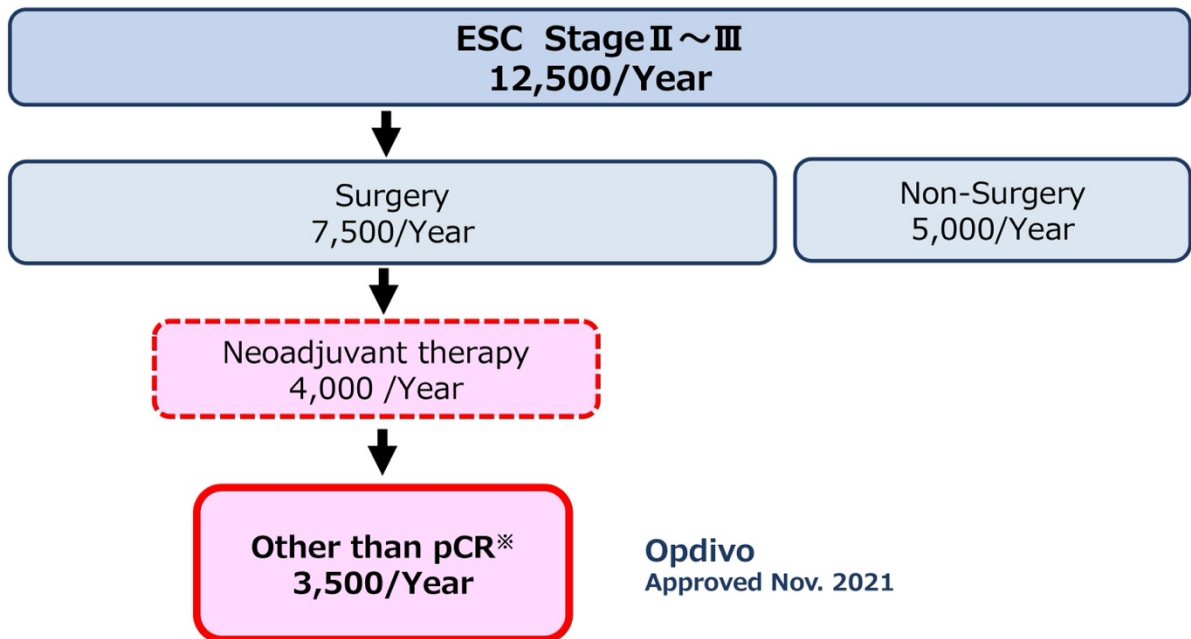 ESC Stage Ⅱ～Ⅲ
12,500/Year
Surgery
7,500/Year
Non-Surgery
5,000/Year
Neoadjuvant therapy
4,000 /Year
Other than pCR※
3,500/Year
Opdivo
Approved Nov. 2021